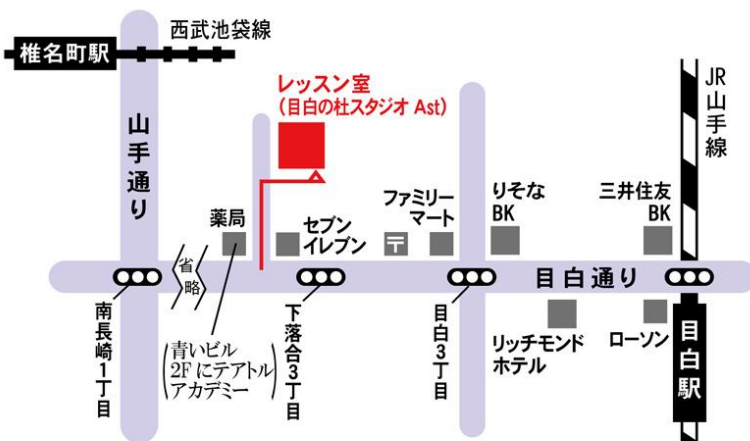 西武池袋線
椎名町駅
山手通り
レッスン室
(目白の杜スタジオ Ast)
JR山手線
薬局
セブン
イレブン
〒
ファミリー
マート
りそな
BK
三井住友
BK
省略
目白通り
南長崎1丁目
(青いビル
2Fにテアトル
アカデミー)
下落合3丁目
目白3丁目
リッチモンド
ホテル
ローソン
目白駅